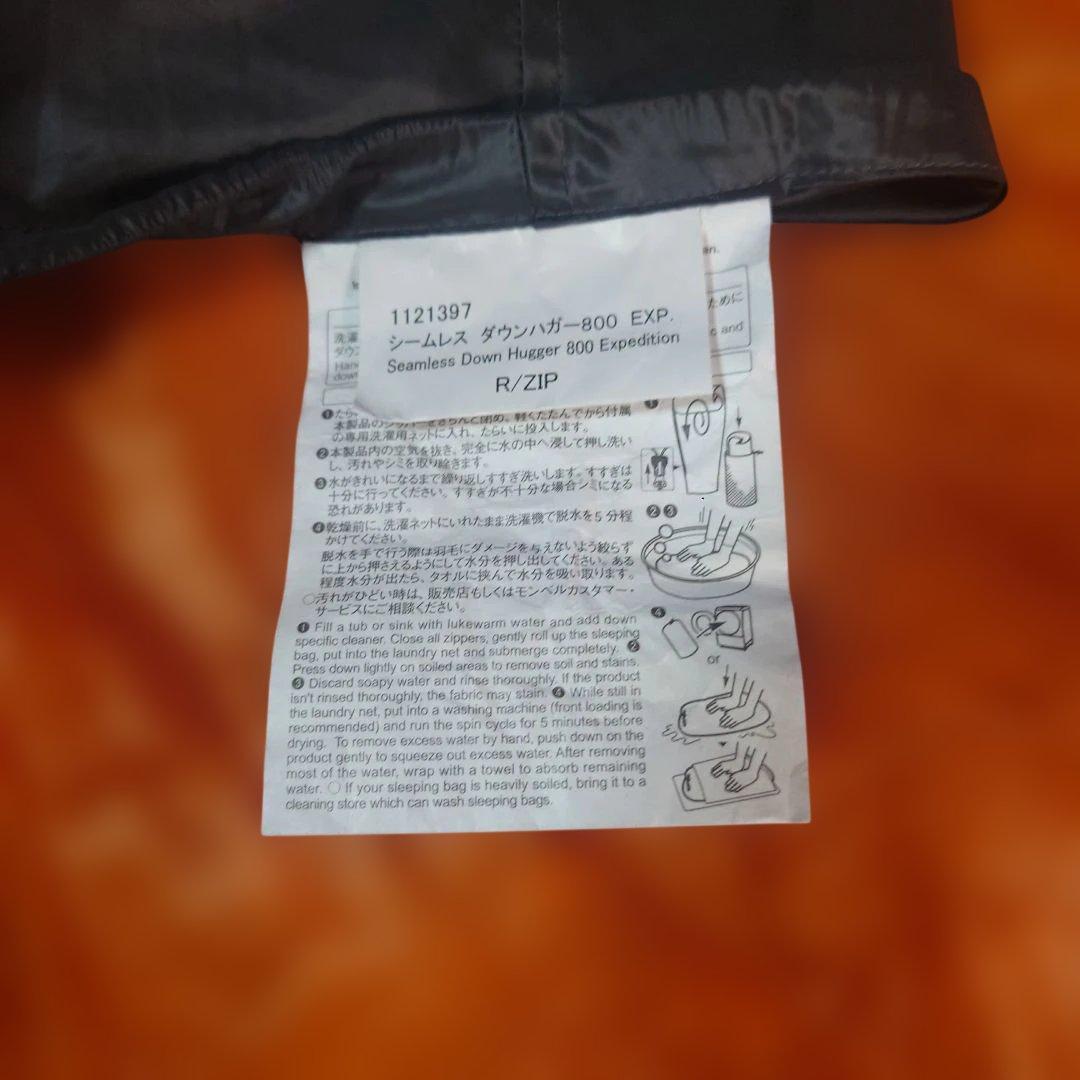 en.
ために
c and
洗濯
ダウン
Han
down
1121397
シームレス ダウンハガー800 EXP.
Seamless Down Hugger 800 Expedition
R/ZIP
❶たら
本製品のジッパーをきちんと閉め、軽くたたんでから付属
の専用洗濯用ネットに入れ、たらいに投入します。
❷本製品内の空気を抜き、完全に水の中へ浸して押し洗い
し、汚れやシミを取り除きます。
❸水がきれいになるまで繰り返しすすぎ洗いします。すすぎは
十分に行ってください。すすぎが不十分な場合シミになる
恐れがあります。
❹乾燥前に、洗濯ネットにいれたまま洗濯機で脱水を5分程
かけてください。
脱水を手で行う際は羽毛にダメージを与えないよう絞らず
に上から押さえるようにして水分を押し出してください。ある
程度水分が出たら、タオルに挟んで水分を吸い取ります。
○汚れがひどい時は、販売店もしくはモンベルカスタマー・
サービスにご相談ください。
❶ Fill a tub or sink with lukewarm water and add down
specific cleaner. Close all zippers, gently roll up the sleeping
bag, put into the laundry net and submerge completely. ❷
Press down lightly on soiled areas to remove soil and stains.
❸ Discard soapy water and rinse thoroughly. If the product
isn't rinsed thoroughly, the fabric may stain. ❹ While still in
the laundry net, put into a washing machine (front loading is
recommended) and run the spin cycle for 5 minutes before
drying. To remove excess water by hand, push down on the
product gently to squeeze out excess water. After removing
most of the water, wrap with a towel to absorb remaining
water. ○ If your sleeping bag is heavily soiled, bring it to a
cleaning store which can wash sleeping bags.
❶
❷❸
❹
or